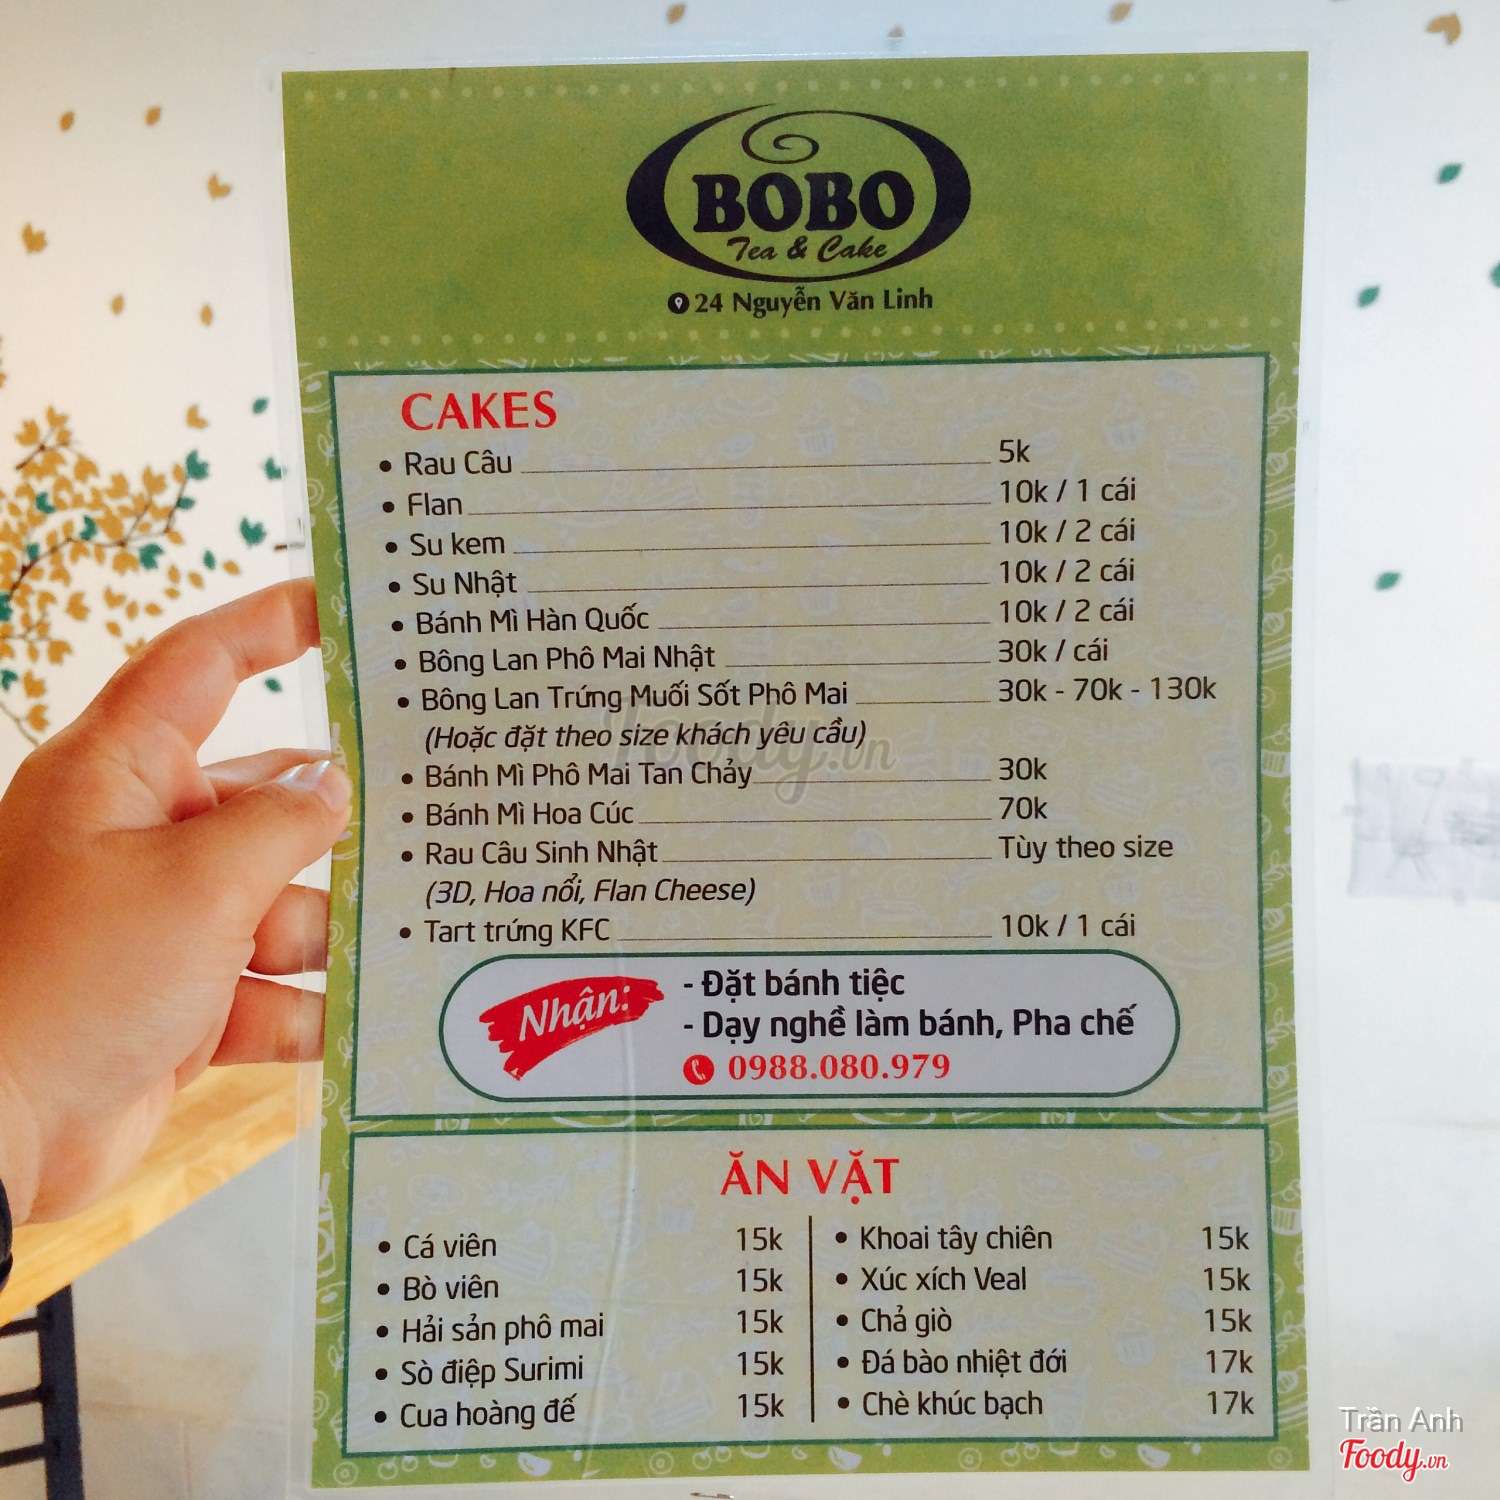 BOBO
Tea & Cake
24 Nguyễn Văn Linh
CAKES
• Rau Câu 5k
• Flan 10k / 1 cái
• Su kem 10k / 2 cái
• Su Nhật 10k / 2 cái
• Bánh Mì Hàn Quốc 10k / 2 cái
• Bông Lan Phô Mai Nhật 30k / cái
• Bông Lan Trứng Muối Sốt Phô Mai 30k - 70k - 130k
(Hoặc đặt theo size khách yêu cầu)
• Bánh Mì Phô Mai Tan Chảy 30k
• Bánh Mì Hoa Cúc 70k
• Rau Câu Sinh Nhật Tùy theo size
(3D, Hoa nổi, Flan Cheese)
• Tart trứng KFC 10k / 1 cái
Nhận:
- Đặt bánh tiệc
- Dạy nghề làm bánh, Pha chế
0988.080.979
ĂN VẶT
• Cá viên 15k
• Bò viên 15k
• Hải sản phô mai 15k
• Sò điệp Surimi 15k
• Cua hoàng đế 15k
• Khoai tây chiên 15k
• Xúc xích Veal 15k
• Chả giò 15k
• Đá bào nhiệt đới 17k
• Chè khúc bạch 17k
Foody.vn
Trần Anh
Foody.vn